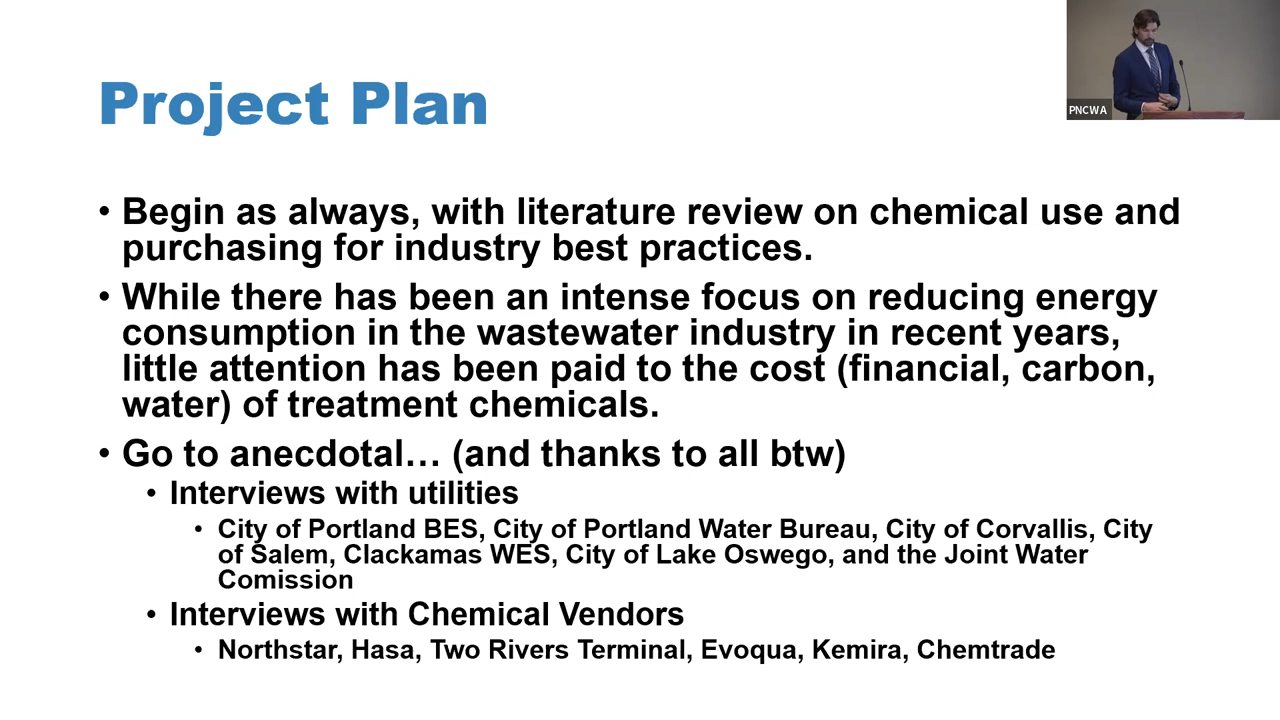 PNCWA
Project Plan
• Begin as always, with literature review on chemical use and
purchasing for industry best practices.
• While there has been an intense focus on reducing energy
consumption in the wastewater industry in recent years,
little attention has been paid to the cost (financial, carbon,
water) of treatment chemicals.
• Go to anecdotal… (and thanks to all btw)
• Interviews with utilities
• City of Portland BES, City of Portland Water Bureau, City of Corvallis, City
of Salem, Clackamas WES, City of Lake Oswego, and the Joint Water
Comission
• Interviews with Chemical Vendors
• Northstar, Hasa, Two Rivers Terminal, Evoqua, Kemira, Chemtrade